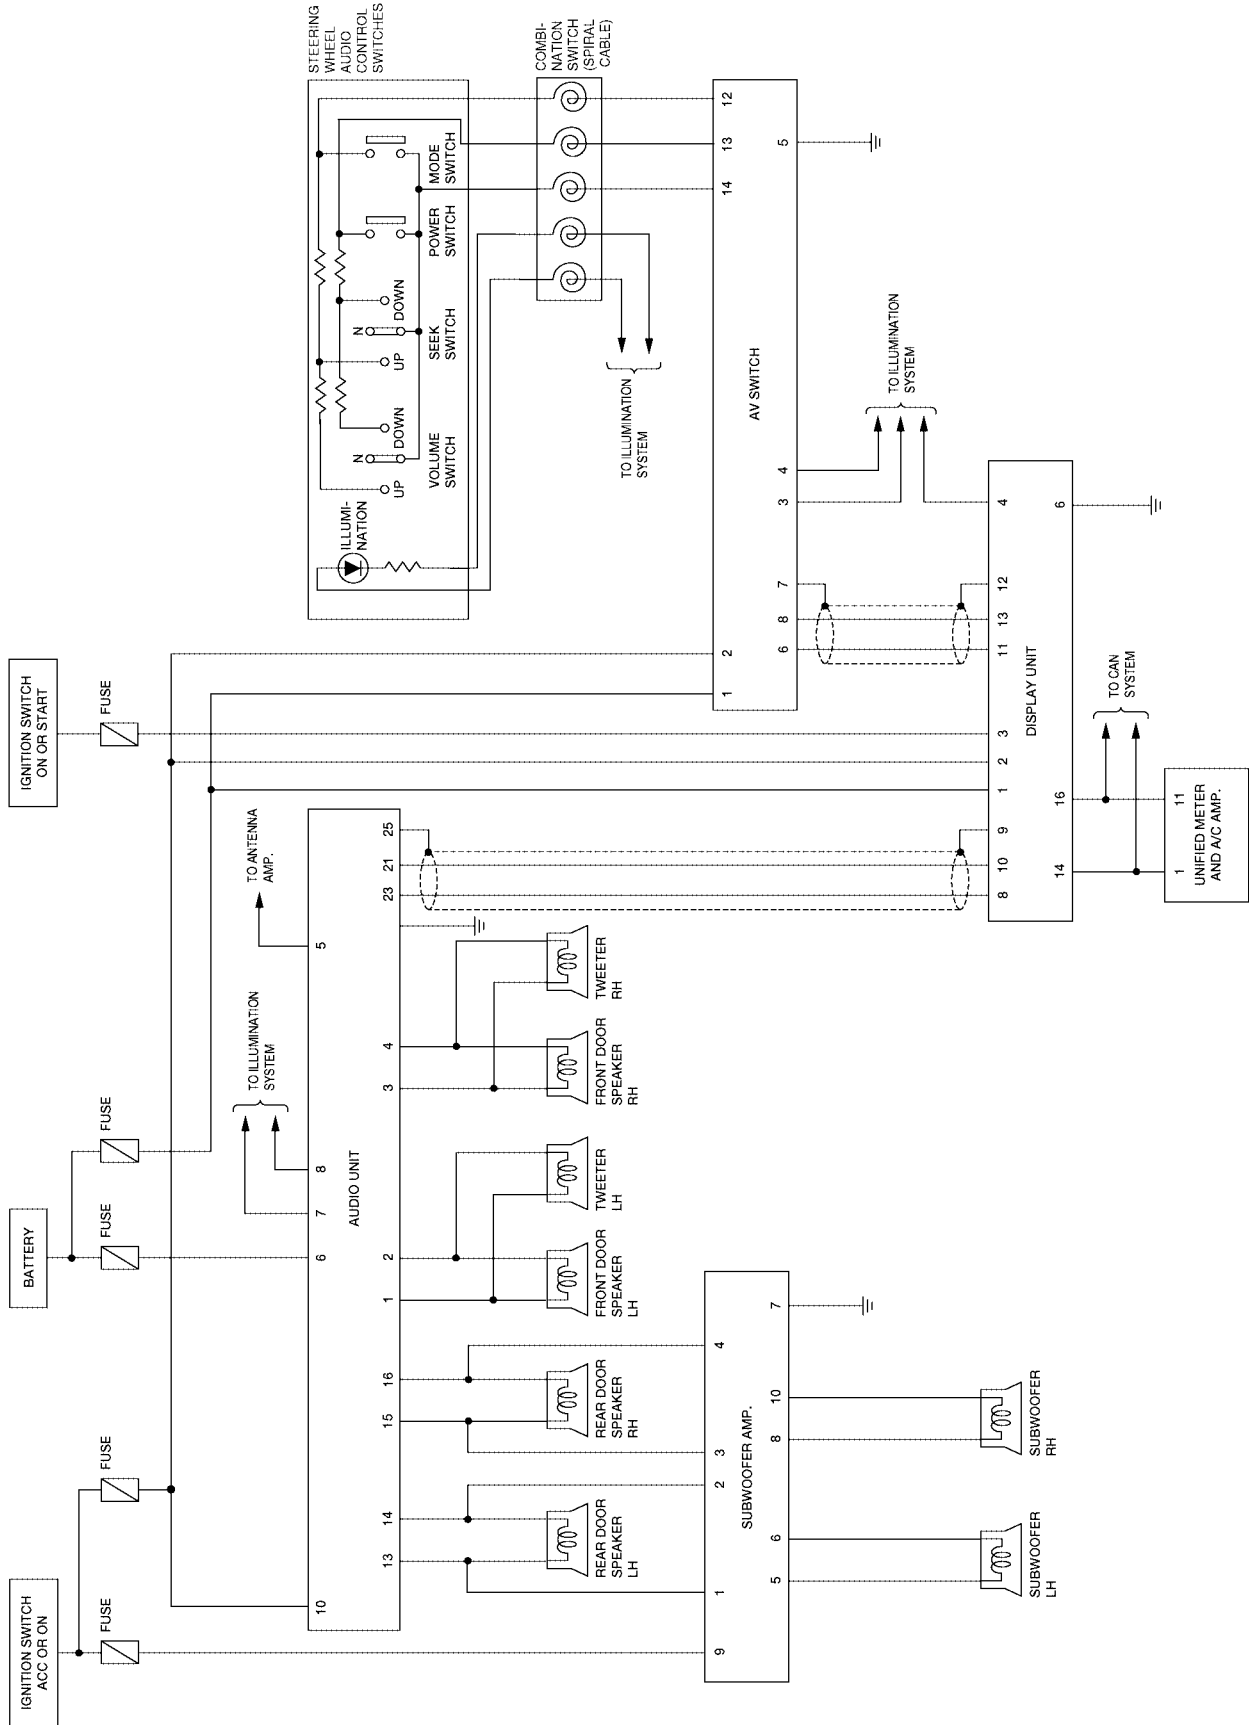 IGNITION SWITCH
ACC OR ON
BATTERY
IGNITION SWITCH
ON OR START
FUSE
FUSE
FUSE
FUSE
FUSE
TO ILLUMINATION
SYSTEM
TO ANTENNA
AMP.
10
6
7
8
5
AUDIO UNIT
13
14
15
16
1
2
3
4
23
21
25
STEERING
WHEEL
AUDIO
CONTROL
SWITCHES
ILLUMI-
NATION
UP
N
DOWN
VOLUME
SWITCH
UP
N
DOWN
SEEK
SWITCH
POWER
SWITCH
MODE
SWITCH
COMBI-
NATION
SWITCH
(SPIRAL
CABLE)
TO ILLUMINATION
SYSTEM
REAR DOOR
SPEAKER
LH
REAR DOOR
SPEAKER
RH
FRONT DOOR
SPEAKER
LH
TWEETER
LH
FRONT DOOR
SPEAKER
RH
TWEETER
RH
9
1
2
3
4
SUBWOOFER AMP.
5
6
8
10
7
1
2
14
13
12
AV SWITCH
6
8
7
3
4
5
TO ILLUMINATION
SYSTEM
SUBWOOFER
LH
SUBWOOFER
RH
8
10
9
1
2
3
11
13
12
4
DISPLAY UNIT
14
16
6
TO CAN
SYSTEM
1
11
UNIFIED METER
AND A/C AMP.